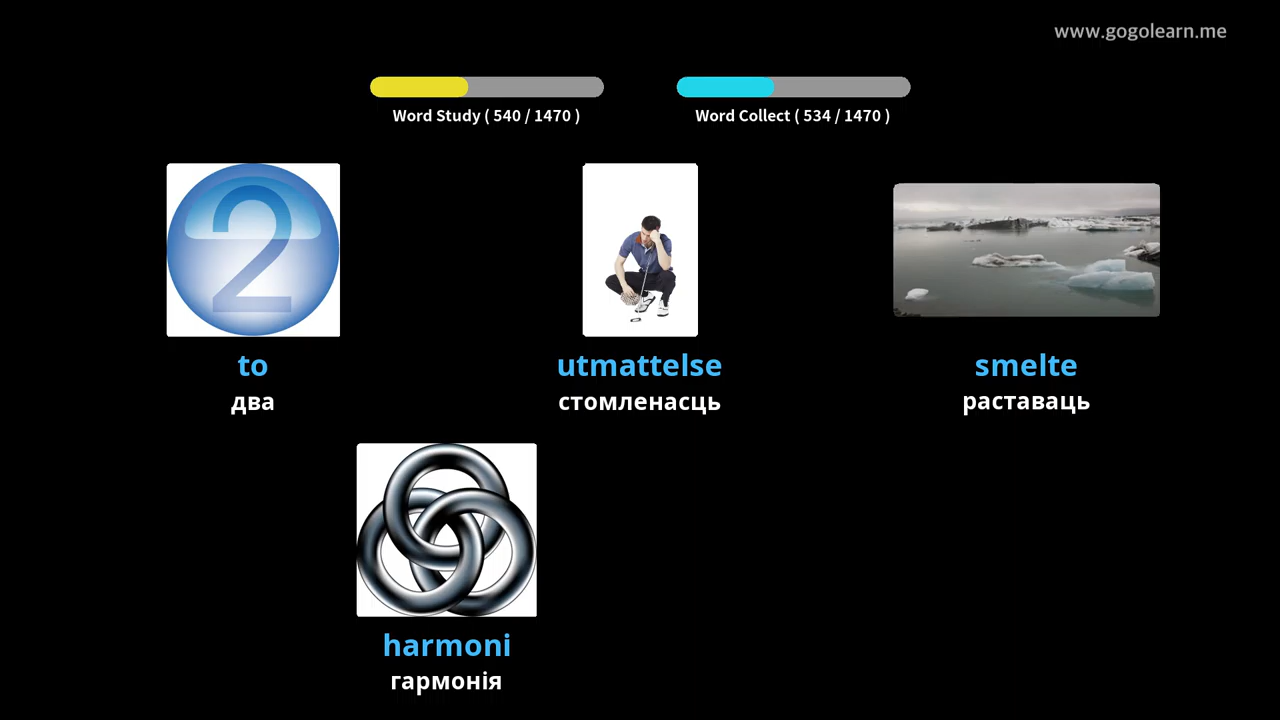 www.gogolearn.me
Word Study ( 540 / 1470 )
Word Collect ( 534 / 1470 )
2
to
utmattelse
smelte
два
стомленасць
раставаць
harmoni
гармонія